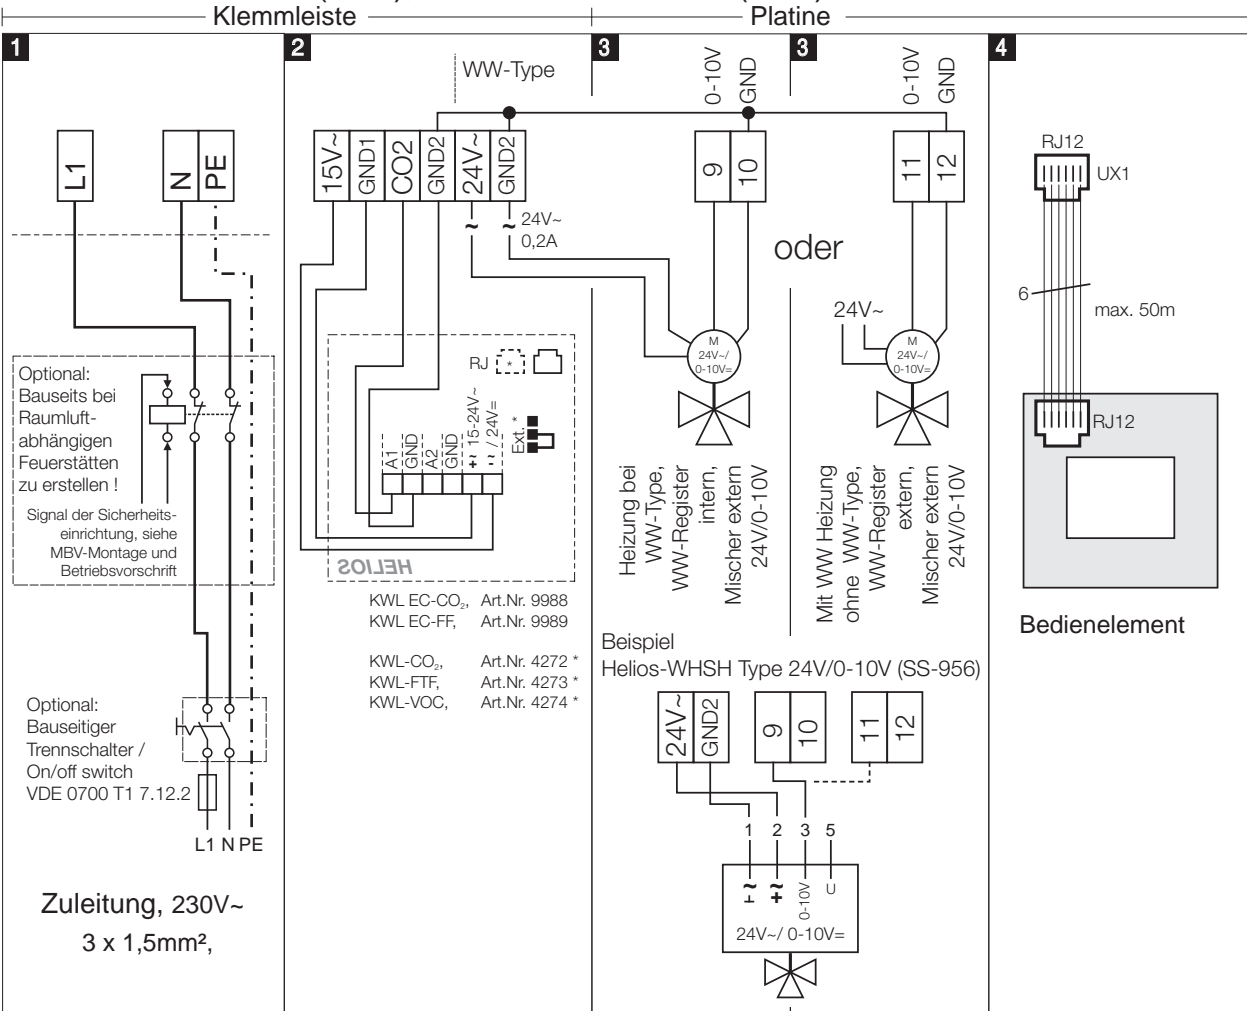 Klemmleiste
Platine
1
2
3
3
4
WW-Type
0-10V
GND
0-10V
GND
L1
N
PE
15V~
GND1
CO2
GND2
24V~
GND2
9
10
11
12
RJ12
UX1
~
~ 24V~
0,2A
oder
6
max. 50m
24V~
M
24V~/
0-10V=
M
24V~/
0-10V=
Optional:
Bauseits bei
Raumluft-
abhängigen
Feuerstätten
zu erstellen !
Signal der Sicherheits-
einrichtung, siehe
MBV-Montage und
Betriebsvorschrift
RJ
*
A1
GND
A2
GND
+~ 15-24V~
-~ / 24V=
Ext. *
HELIOS
RJ12
KWL EC-CO2, Art.Nr. 9988
KWL EC-FF, Art.Nr. 9989
KWL-CO2, Art.Nr. 4272 *
KWL-FTF, Art.Nr. 4273 *
KWL-VOC, Art.Nr. 4274 *
Heizung bei
WW-Type,
WW-Register
intern,
Mischer extern
24V/0-10V
Mit WW Heizung
ohne WW-Type,
WW-Register
extern,
Mischer extern
24V/0-10V
Bedienelement
Beispiel
Helios-WHSH Type 24V/0-10V (SS-956)
24V~
GND2
9
10
11
12
1 2 3 5
0-10V
U
24V~/ 0-10V=
Optional:
Bauseitiger
Trennschalter /
On/off switch
VDE 0700 T1 7.12.2
L1 N PE
Zuleitung, 230V~
3 x 1,5mm²,